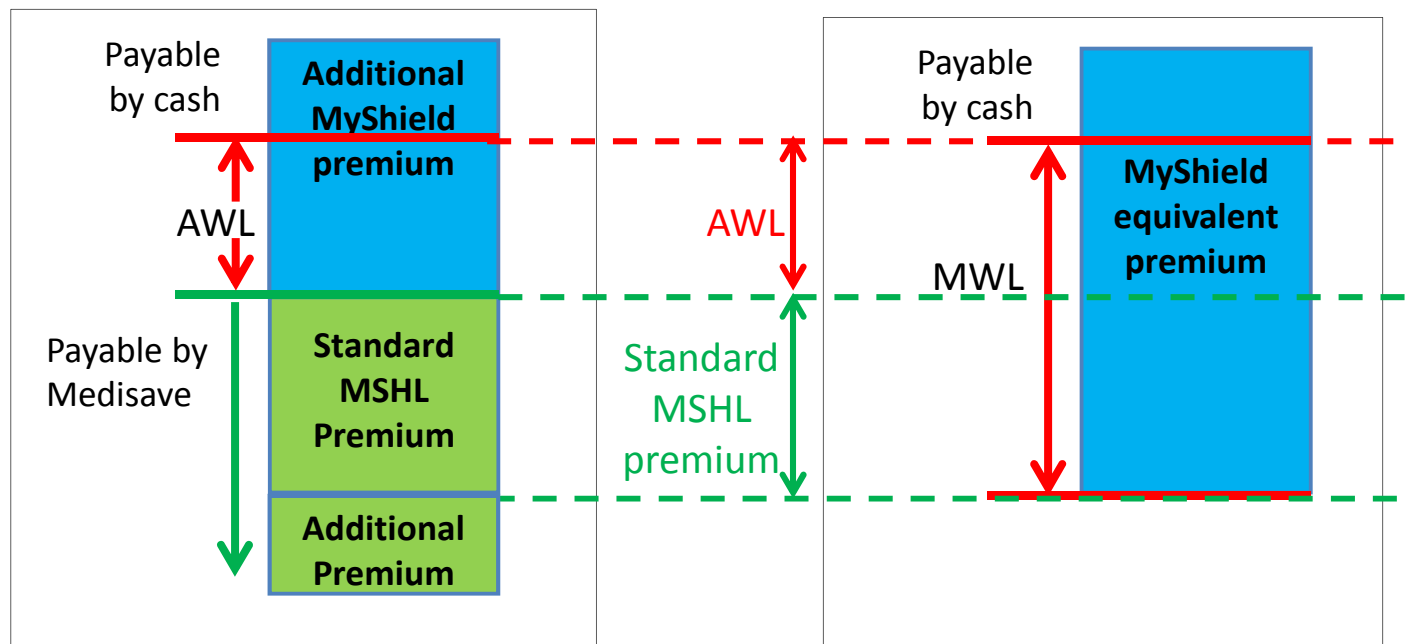 Payable
by cash
Additional
MyShield
premium
AWL
Payable by
Medisave
Standard
MSHL
Premium
Additional
Premium
AWL
Standard
MSHL
premium
Payable
by cash
MWL
MyShield
equivalent
premium